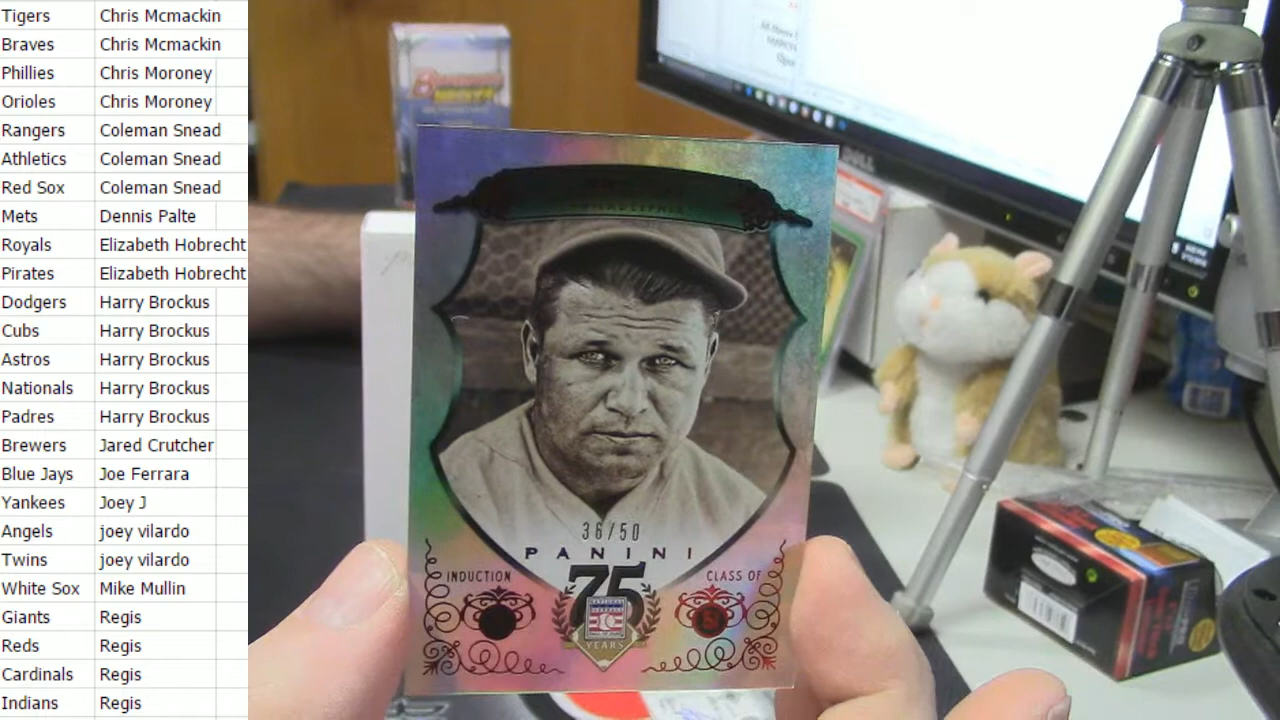 Tigers Chris Mcmackin
Braves Chris Mcmackin
Phillies Chris Moroney
Orioles Chris Moroney
Rangers Coleman Snead
Athletics Coleman Snead
Red Sox Coleman Snead
Mets Dennis Palte
Royals Elizabeth Hobrecht
Pirates Elizabeth Hobrecht
Dodgers Harry Brockus
Cubs Harry Brockus
Astros Harry Brockus
Nationals Harry Brockus
Padres Harry Brockus
Brewers Jared Crutcher
Blue Jays Joe Ferrara
Yankees Joey J
Angels joey vilardo
Twins joey vilardo
White Sox Mike Mullin
Giants Regis
Reds Regis
Cardinals Regis
Indians Regis
Bowman
DELL
36/50
PANINI
INDUCTION
CLASS OF
75
YEARS
51